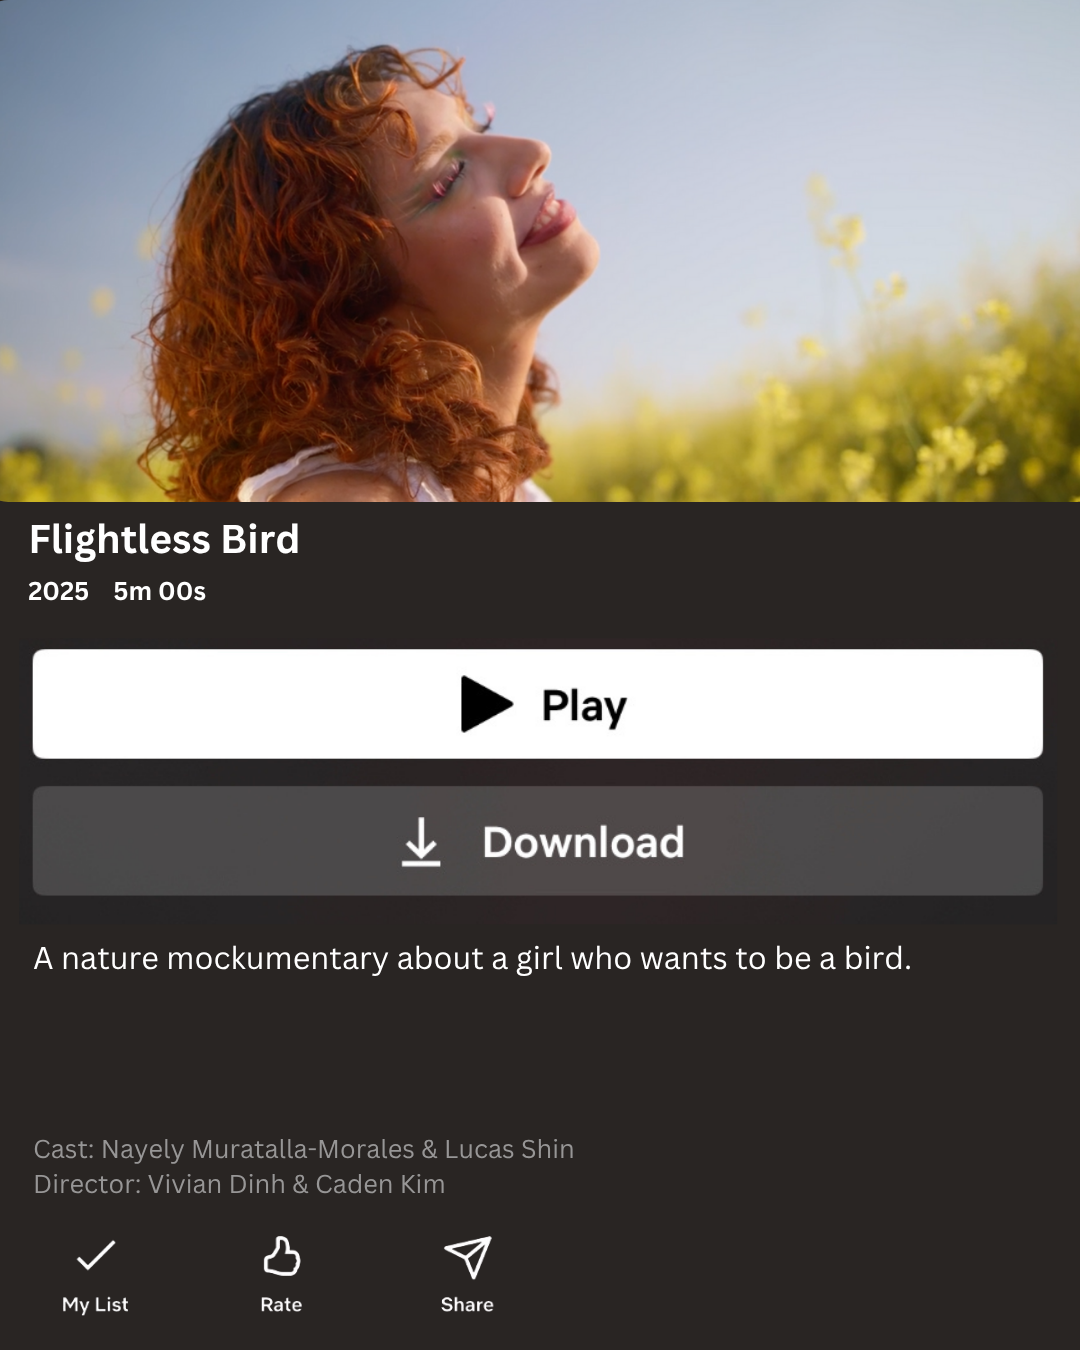 Flightless Bird
2025 5m 00s
Play
Download
A nature mockumentary about a girl who wants to be a bird.
Cast: Nayely Muratalla-Morales & Lucas Shin
Director: Vivian Dinh & Caden Kim
My List Rate Share